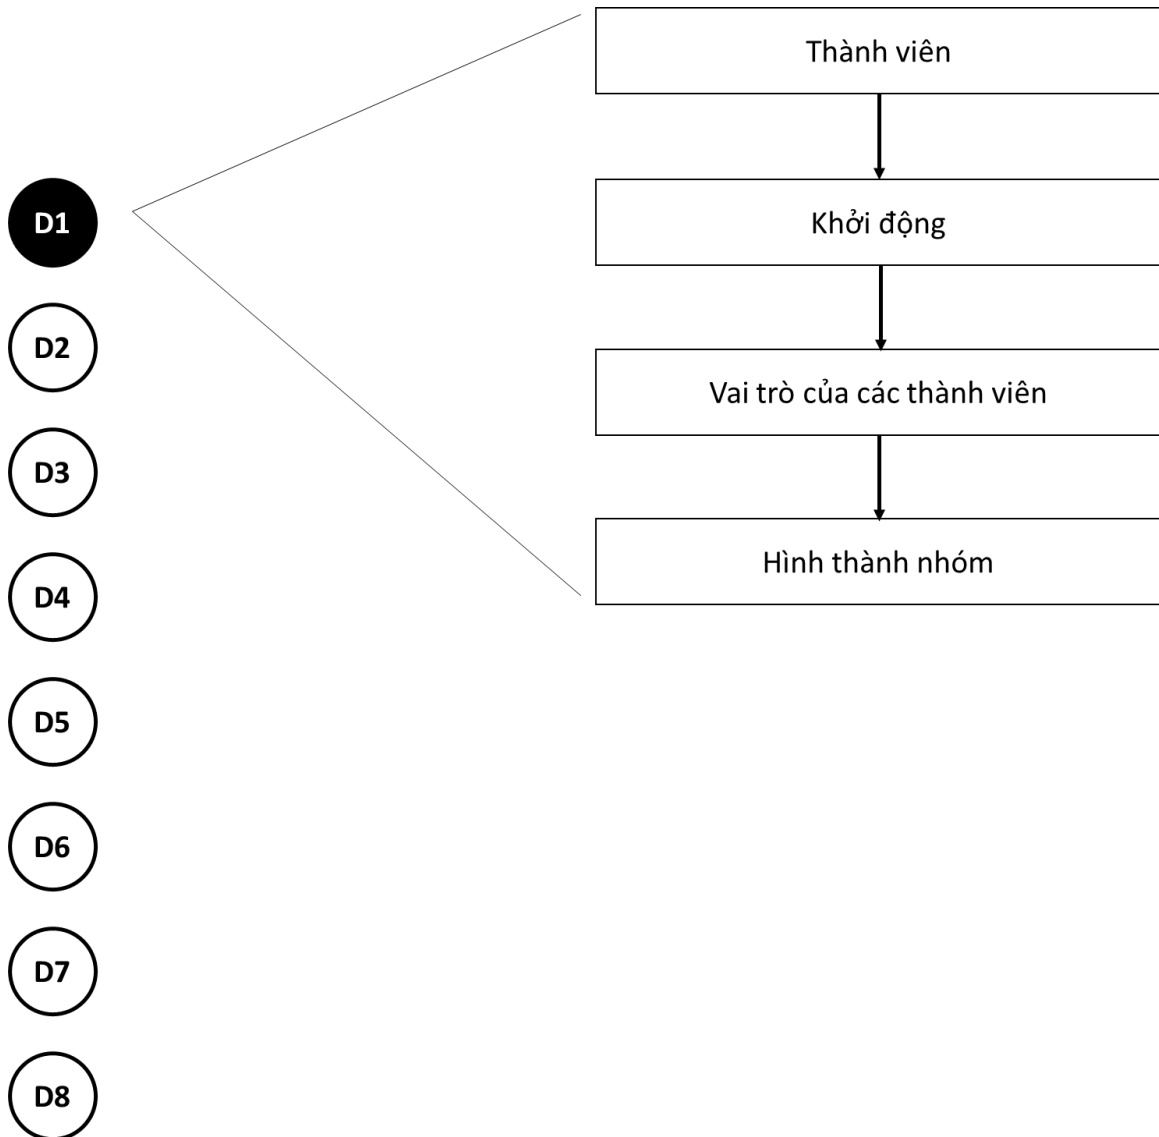 Thành viên
D1
Khởi động
D2
Vai trò của các thành viên
D3
D4
Hình thành nhóm
D5
D6
D7
D8